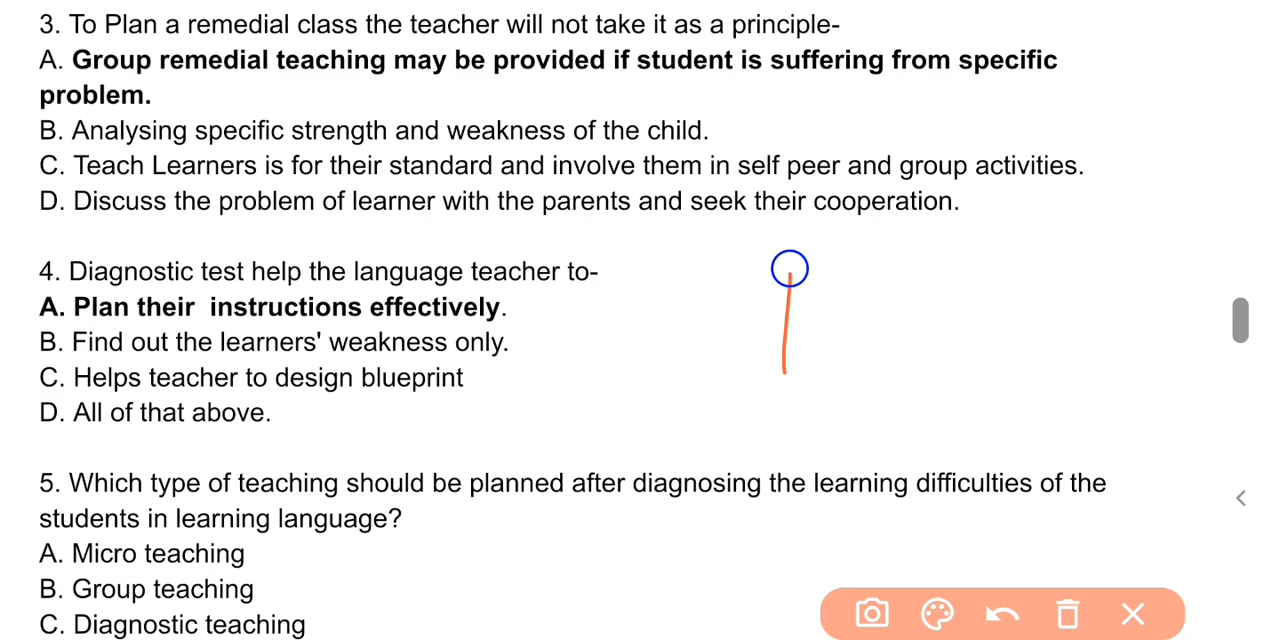 3. To Plan a remedial class the teacher will not take it as a principle-
A. Group remedial teaching may be provided if student is suffering from specific
problem.
B. Analysing specific strength and weakness of the child.
C. Teach Learners is for their standard and involve them in self peer and group activities.
D. Discuss the problem of learner with the parents and seek their cooperation.
4. Diagnostic test help the language teacher to-
A. Plan their  instructions effectively.
B. Find out the learners' weakness only.
C. Helps teacher to design blueprint
D. All of that above.
5. Which type of teaching should be planned after diagnosing the learning difficulties of the
students in learning language?
A. Micro teaching
B. Group teaching
C. Diagnostic teaching